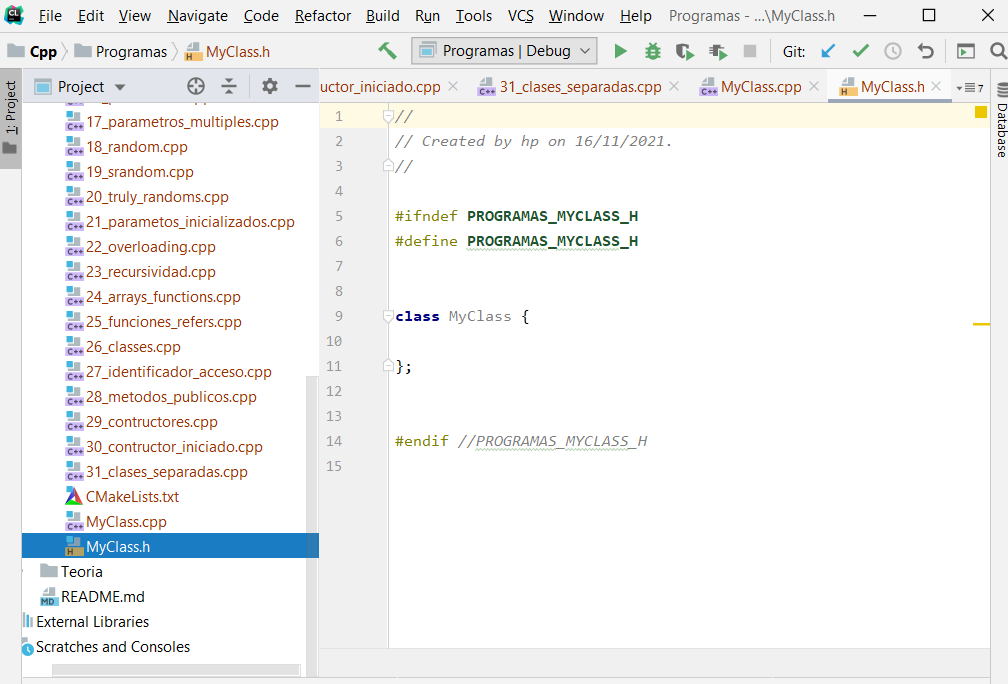 CL File Edit View Navigate Code Refactor Build Run Tools VCS Window Help Programas - ...\MyClass.h
Cpp Programas MyClass.h Programas | Debug Git:
1: Project
Project
uctor_iniciado.cpp 31_clases_separadas.cpp MyClass.cpp MyClass.h 7
Database
17_parametros_multiples.cpp
18_random.cpp
19_srandom.cpp
20_truly_randoms.cpp
21_parametos_inicializados.cpp
22_overloading.cpp
23_recursividad.cpp
24_arrays_functions.cpp
25_funciones_refers.cpp
26_classes.cpp
27_identificador_acceso.cpp
28_metodos_publicos.cpp
29_contructores.cpp
30_contructor_iniciado.cpp
31_clases_separadas.cpp
CMakeLists.txt
MyClass.cpp
MyClass.h
Teoria
README.md
External Libraries
Scratches and Consoles
1 //
2 // Created by hp on 16/11/2021.
3 //
4
5 #ifndef PROGRAMAS_MYCLASS_H
6 #define PROGRAMAS_MYCLASS_H
7
8
9 class MyClass {
10
11 };
12
13
14 #endif //PROGRAMAS_MYCLASS_H
15